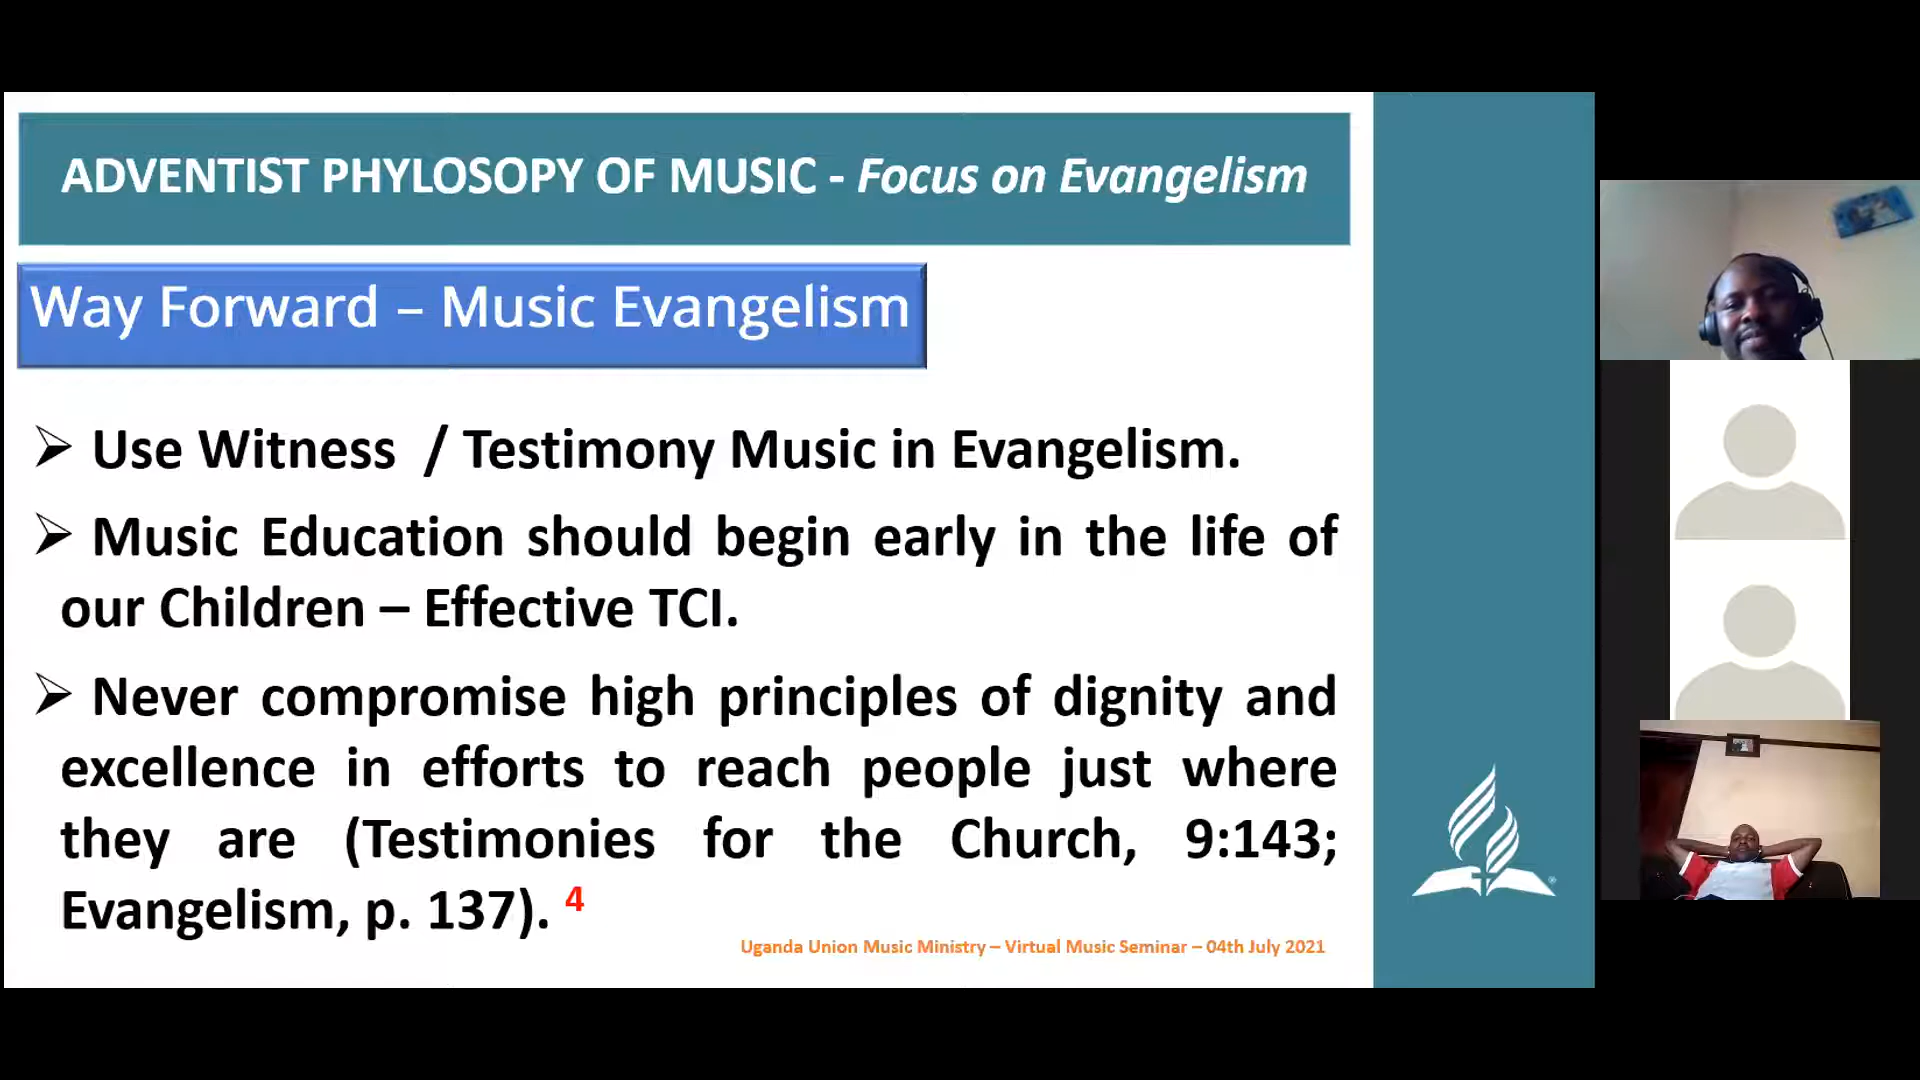 ADVENTIST PHYLOSOPY OF MUSIC - Focus on Evangelism
Way Forward – Music Evangelism
➢ Use Witness / Testimony Music in Evangelism.
➢ Music Education should begin early in the life of
our Children – Effective TCI.
➢ Never compromise high principles of dignity and
excellence in efforts to reach people just where
they are (Testimonies for the Church, 9:143;
Evangelism, p. 137). 4
Uganda Union Music Ministry – Virtual Music Seminar – 04th July 2021